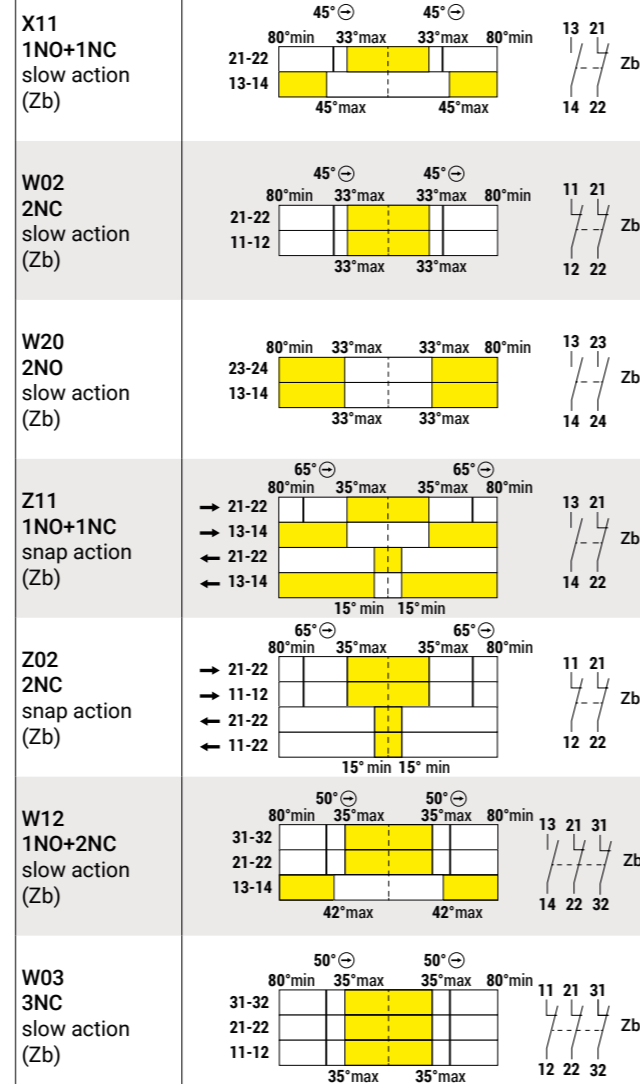 X11
1NO+1NC
slow action
(Zb)
45° 45°
80°min 33°max 33°max 80°min
21-22
13-14
45°max 45°max
13 21
Zb
14 22
W02
2NC
slow action
(Zb)
45° 45°
80°min 33°max 33°max 80°min
21-22
11-12
33°max 33°max
11 21
Zb
12 22
W20
2NO
slow action
(Zb)
80°min 33°max 33°max 80°min
23-24
13-14
33°max 33°max
13 23
Zb
14 24
Z11
1NO+1NC
snap action
(Zb)
65° 65°
80°min 35°max 35°max 80°min
→ 21-22
→ 13-14
← 21-22
← 13-14
15° min 15°min
13 21
Zb
14 22
Z02
2NC
snap action
(Zb)
65° 65°
80°min 35°max 35°max 80°min
→ 21-22
→ 11-12
← 21-22
← 11-22
15° min 15° min
11 21
Zb
12 22
W12
1NO+2NC
slow action
(Zb)
50° 50°
80°min 35°max 35°max 80°min
31-32
21-22
13-14
42°max 42°max
13 21 31
Zb
14 22 32
W03
3NC
slow action
(Zb)
50° 50°
80°min 35°max 35°max 80°min
31-32
21-22
11-12
35°max 35°max
11 21 31
Zb
12 22 32